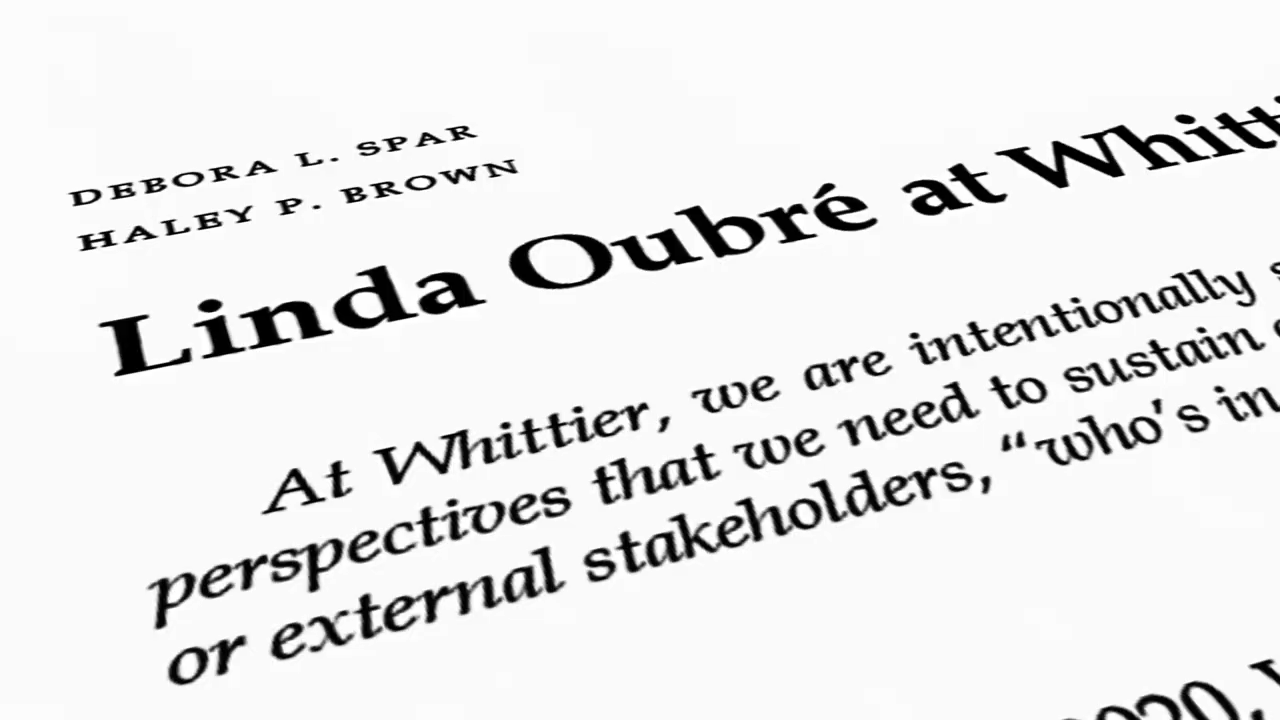 DEBORA L. SPAR
HALEY P. BROWN
Linda Oubré at
At Whittier, we are intentionally
perspectives that we need to sustain
or external stakeholders, “who’s in